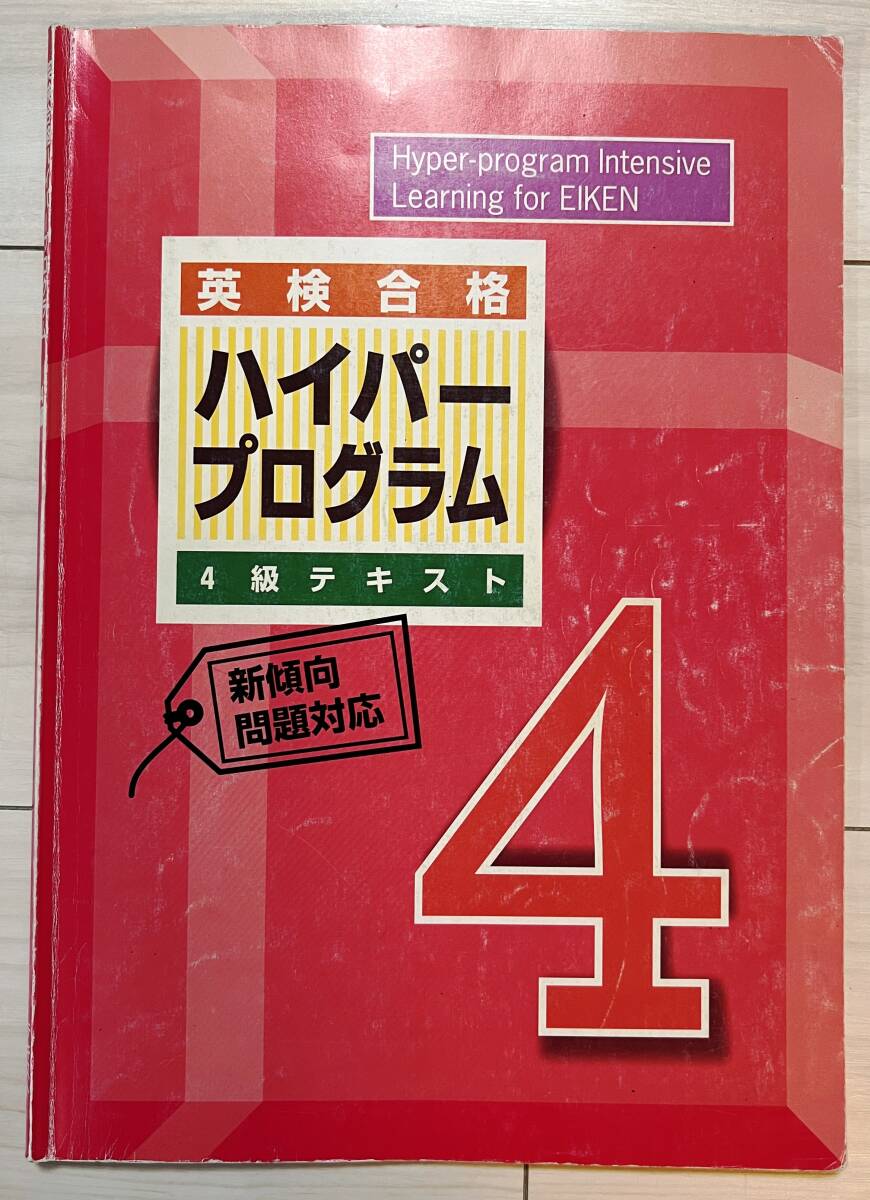 Hyper-program Intensive
Learning for EIKEN
英検合格
ハイパー
プログラム
4級テキスト
新傾向
問題対応
4